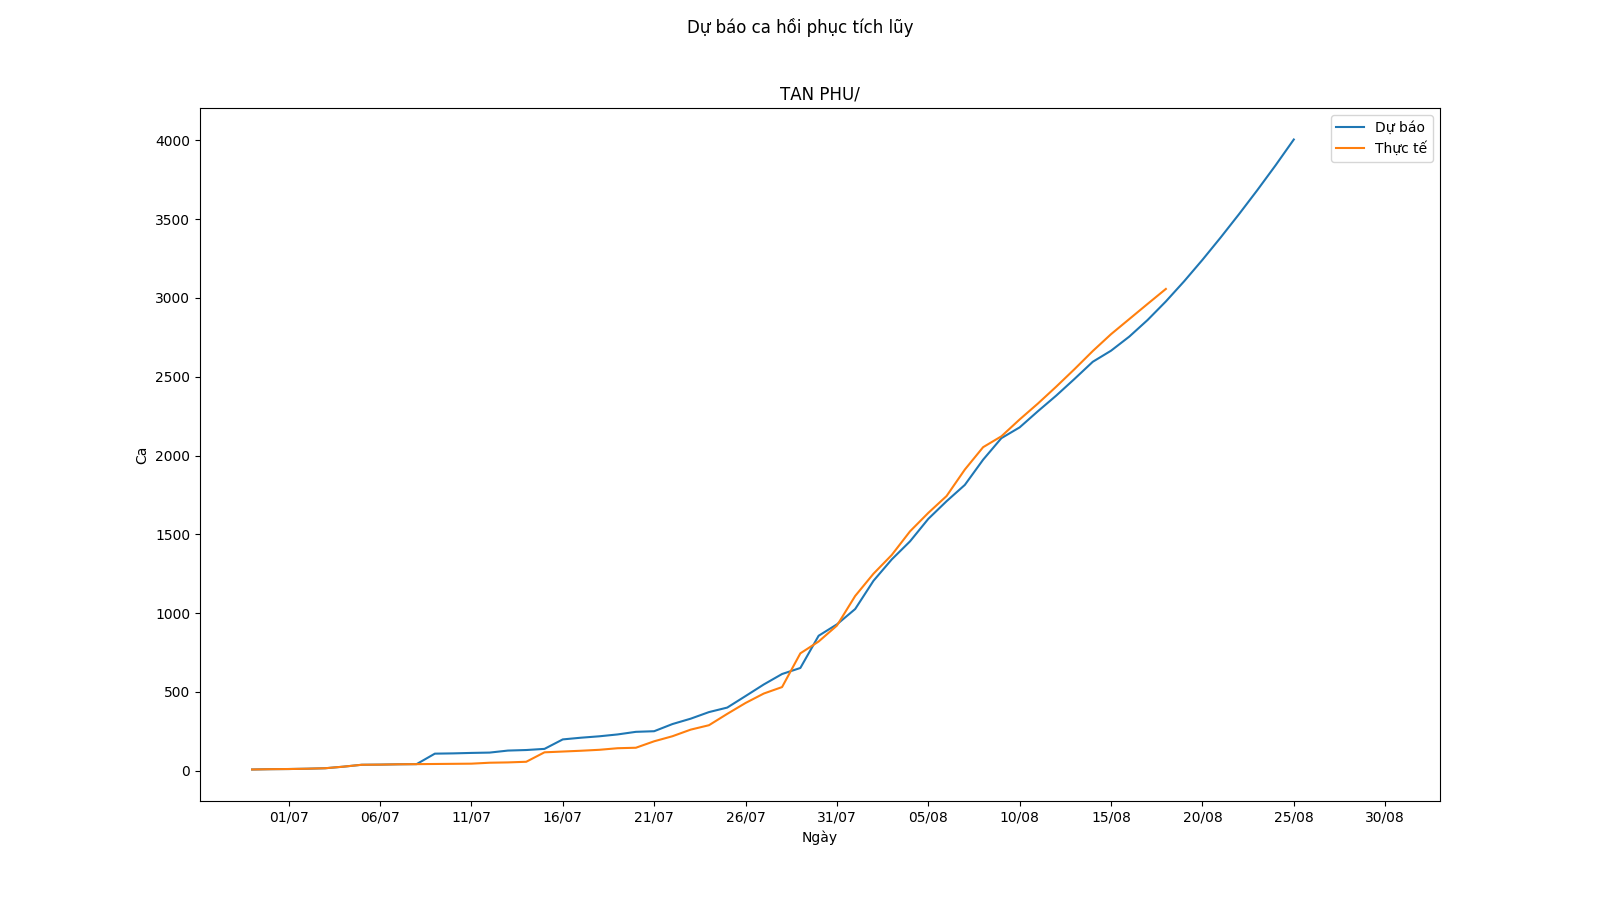 Dự báo ca hồi phục tích lũy
TAN PHU/
Dự báo
Thực tế
4000
3500
3000
2500
2000
1500
1000
500
0
Ca
01/07 06/07 11/07 16/07 21/07 26/07 31/07 05/08 10/08 15/08 20/08 25/08 30/08
Ngày